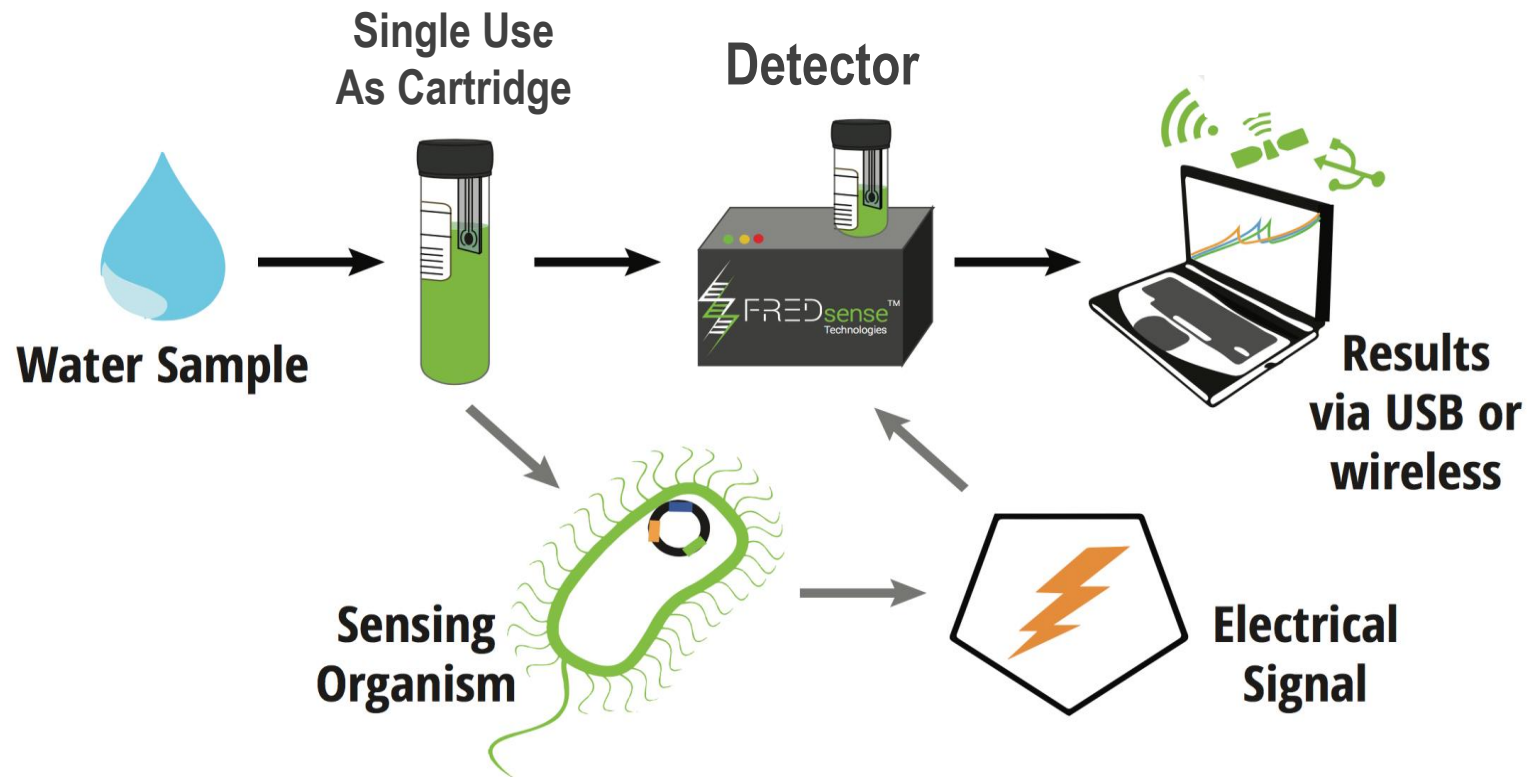 Single Use
As Cartridge
Detector
Water Sample
FREDsense™
Technologies
Results
via USB or
wireless
Sensing
Organism
Electrical
Signal